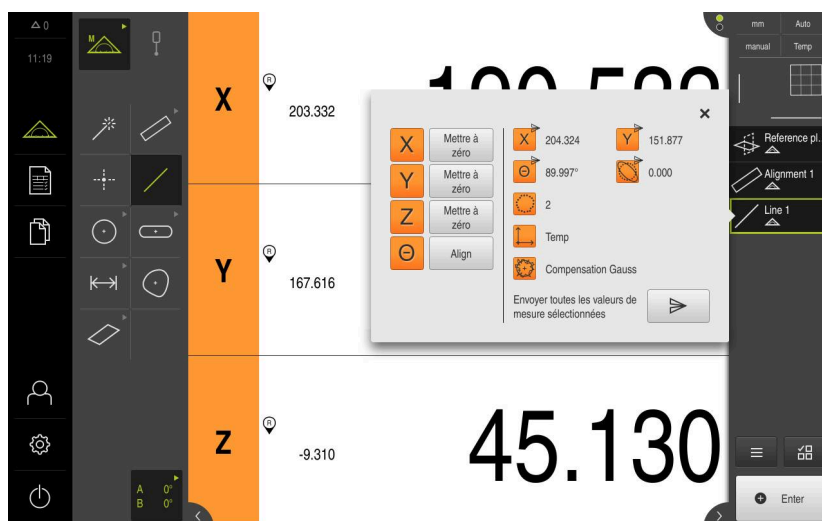 0
11:19
M
A 0°
B 0°
X
R
203.332
Y
R
167.616
Z
R
-9.310
45.130
X
Mettre à
zéro
Y
Mettre à
zéro
Z
Mettre à
zéro
Θ
Align
X
204.324
Y
151.877
Θ
89.997°
0.000
2
Temp
Compensation Gauss
Envoyer toutes les valeurs de
mesure sélectionnées
mm
Auto
manual
Temp
Reference pl.
Alignment 1
Line 1
Enter